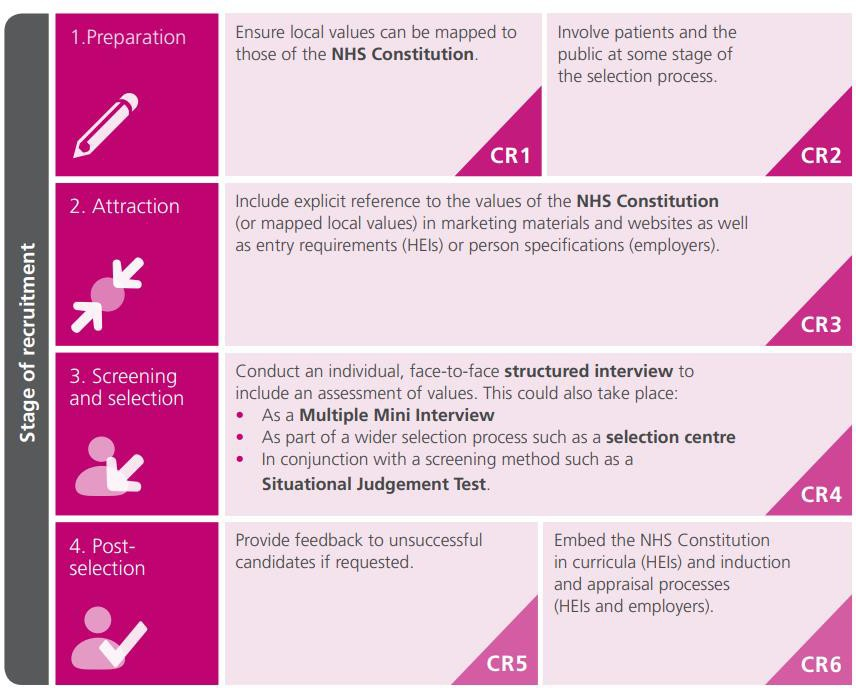 Stage of recruitment
1.Preparation
Ensure local values can be mapped to
those of the NHS Constitution.
CR1
Involve patients and the
public at some stage of
the selection process.
CR2
2. Attraction
Include explicit reference to the values of the NHS Constitution
(or mapped local values) in marketing materials and websites as well
as entry requirements (HEIs) or person specifications (employers).
CR3
3. Screening
and selection
Conduct an individual, face-to-face structured interview to
include an assessment of values. This could also take place:
• As a Multiple Mini Interview
• As part of a wider selection process such as a selection centre
• In conjunction with a screening method such as a
Situational Judgement Test.
CR4
4. Post-
selection
Provide feedback to unsuccessful
candidates if requested.
CR5
Embed the NHS Constitution
in curricula (HEIs) and induction
and appraisal processes
(HEIs and employers).
CR6